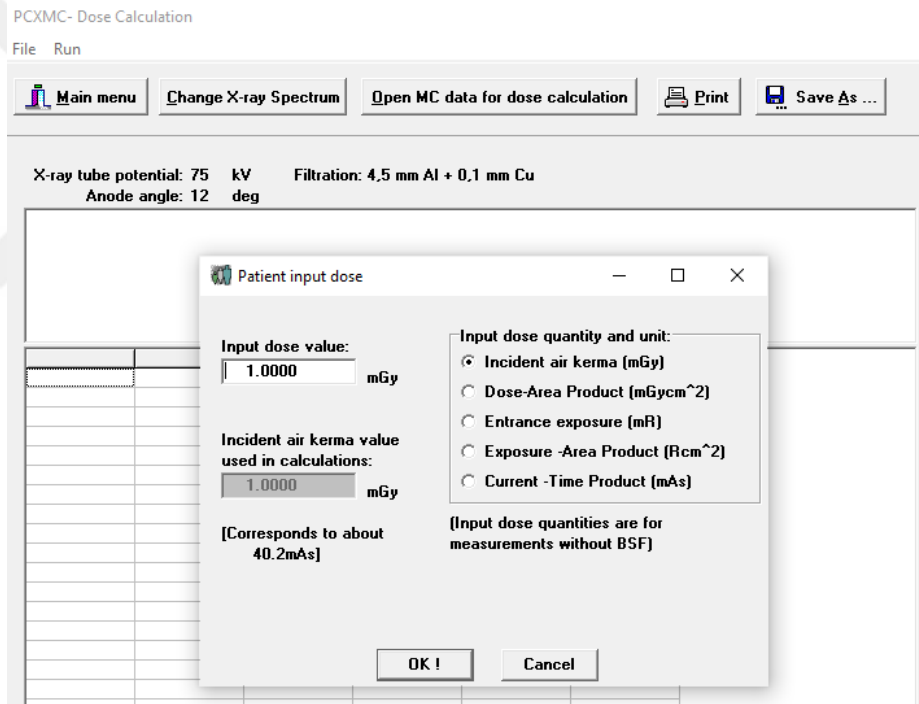 PCXMC- Dose Calculation
File Run
Main menu Change X-ray Spectrum Open MC data for dose calculation Print Save As ...
X-ray tube potential: 75 kV Filtration: 4,5 mm Al + 0,1 mm Cu
Anode angle: 12 deg
Patient input dose
Input dose value:
1.0000 mGy
Incident air kerma value
used in calculations:
1.0000 mGy
[Corresponds to about
40.2mAs]
Input dose quantity and unit:
Incident air kerma (mGy)
Dose-Area Product (mGycm^2)
Entrance exposure (mR)
Exposure -Area Product (Rcm^2)
Current -Time Product (mAs)
(Input dose quantities are for
measurements without BSF)
OK ! Cancel